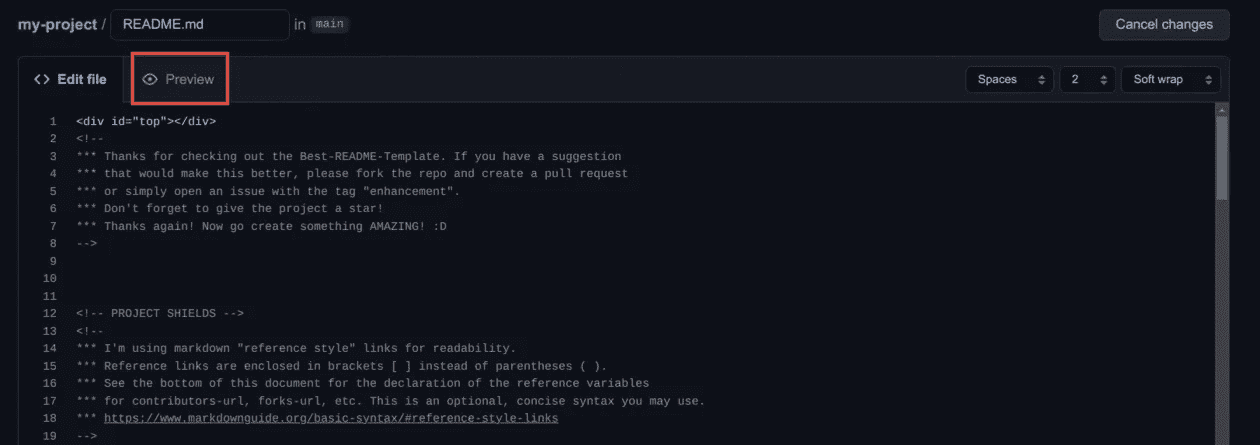 my-project / README.md in main Cancel changes
<> Edit file Preview Spaces 2 Soft wrap
1 <div id="top"></div>
2 <!--
3 *** Thanks for checking out the Best-README-Template. If you have a suggestion
4 *** that would make this better, please fork the repo and create a pull request
5 *** or simply open an issue with the tag "enhancement".
6 *** Don't forget to give the project a star!
7 *** Thanks again! Now go create something AMAZING! :D
8 -->
9
10
11
12 <!-- PROJECT SHIELDS -->
13 <!--
14 *** I'm using markdown "reference style" links for readability.
15 *** Reference links are enclosed in brackets [ ] instead of parentheses ( ).
16 *** See the bottom of this document for the declaration of the reference variables
17 *** for contributors-url, forks-url, etc. This is an optional, concise syntax you may use.
18 *** https://www.markdownguide.org/basic-syntax/#reference-style-links
19 -->